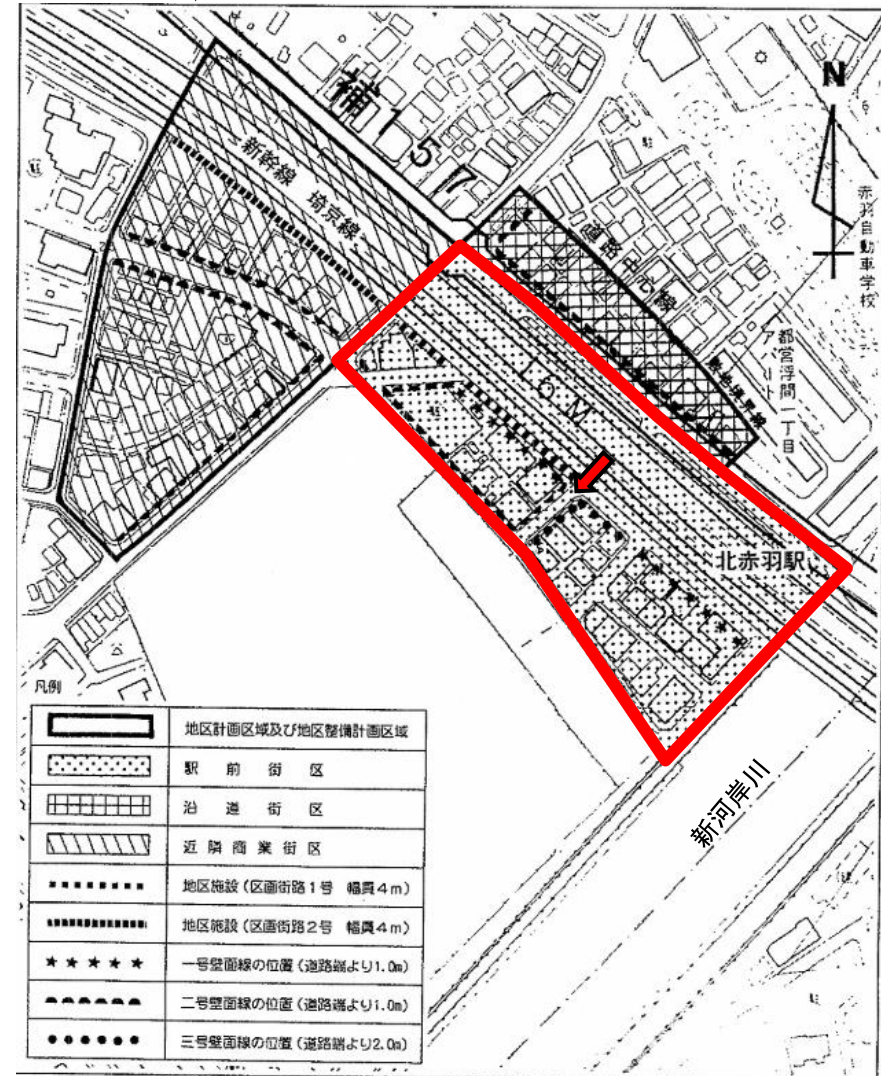 補157
N
新幹線 埼京線
道路中心線
赤羽自動車学校
都営浮間一丁目
アパート
敷地境界線
16M
北赤羽駅
新河岸川
凡例
地区計画区域及び地区整備計画区域
駅前街区
沿道街区
近隣商業街区
地区施設(区画街路1号 幅員4m)
地区施設(区画街路2号 幅員4m)
一号壁面線の位置(道路端より1.0m)
二号壁面線の位置(道路端より1.0m)
三号壁面線の位置(道路端より2.0m)